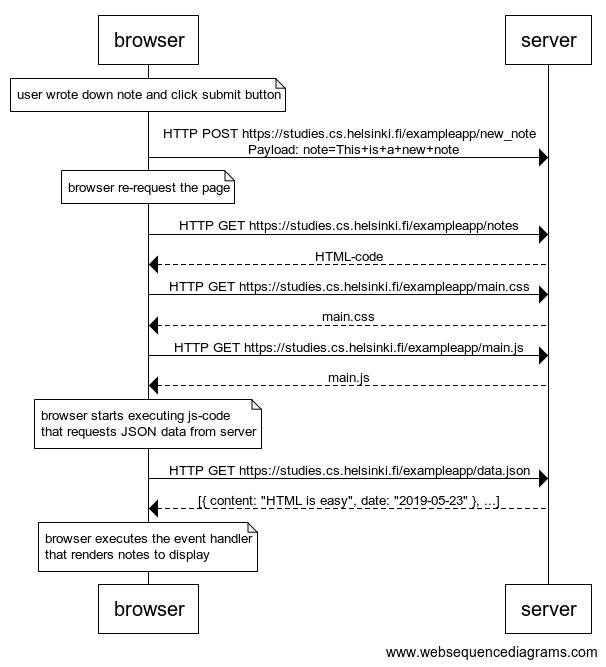 browser
server
user wrote down note and click submit button
HTTP POST https://studies.cs.helsinki.fi/exampleapp/new_note
Payload: note=This+is+a+new+note
browser re-request the page
HTTP GET https://studies.cs.helsinki.fi/exampleapp/notes
HTML-code
HTTP GET https://studies.cs.helsinki.fi/exampleapp/main.css
main.css
HTTP GET https://studies.cs.helsinki.fi/exampleapp/main.js
main.js
browser starts executing js-code
that requests JSON data from server
HTTP GET https://studies.cs.helsinki.fi/exampleapp/data.json
[{ content: "HTML is easy", date: "2019-05-23" }, ...]
browser executes the event handler
that renders notes to display
browser
server
www.websequencediagrams.com